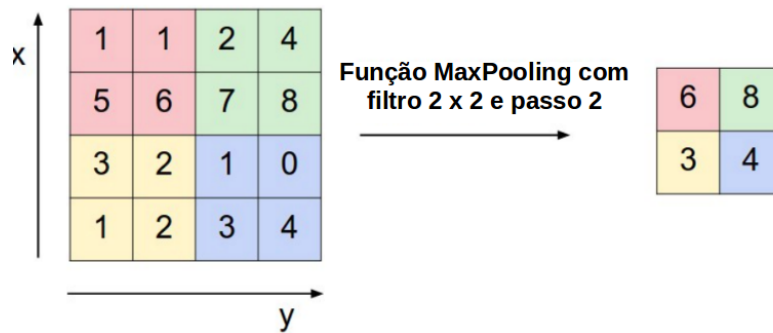 x
1 1 2 4
5 6 7 8
3 2 1 0
1 2 3 4
y
Função MaxPooling com
filtro 2 x 2 e passo 2
6 8
3 4